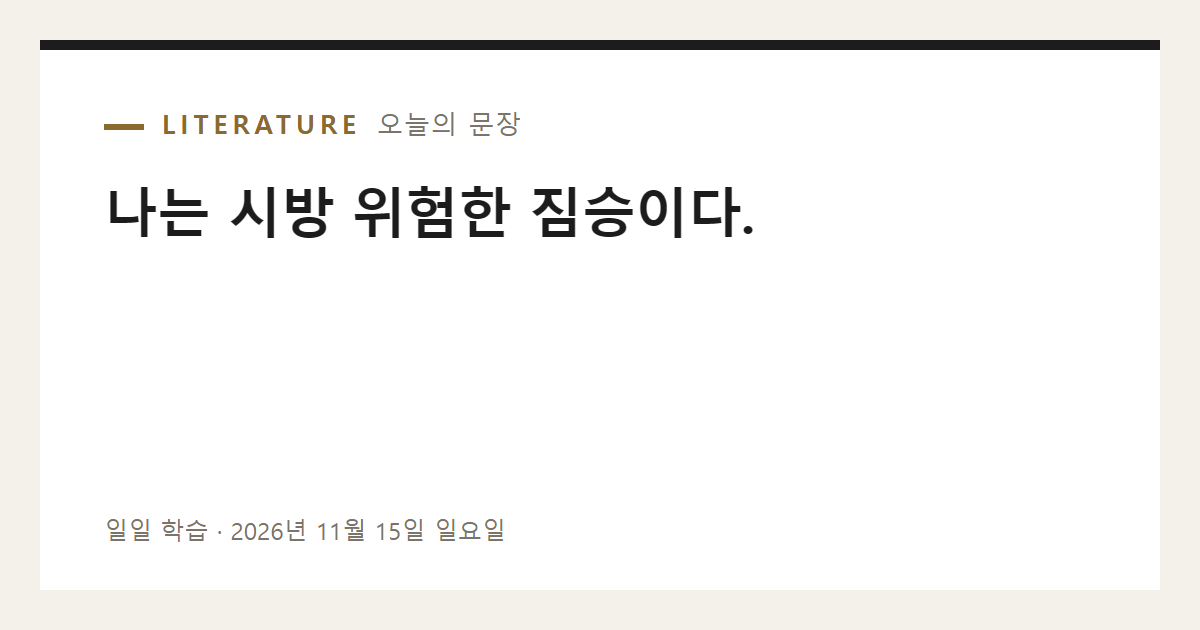 LITERATURE 오늘의 문장
나는 시방 위험한 짐승이다.
일일 학습 · 2026년 11월 15일 일요일